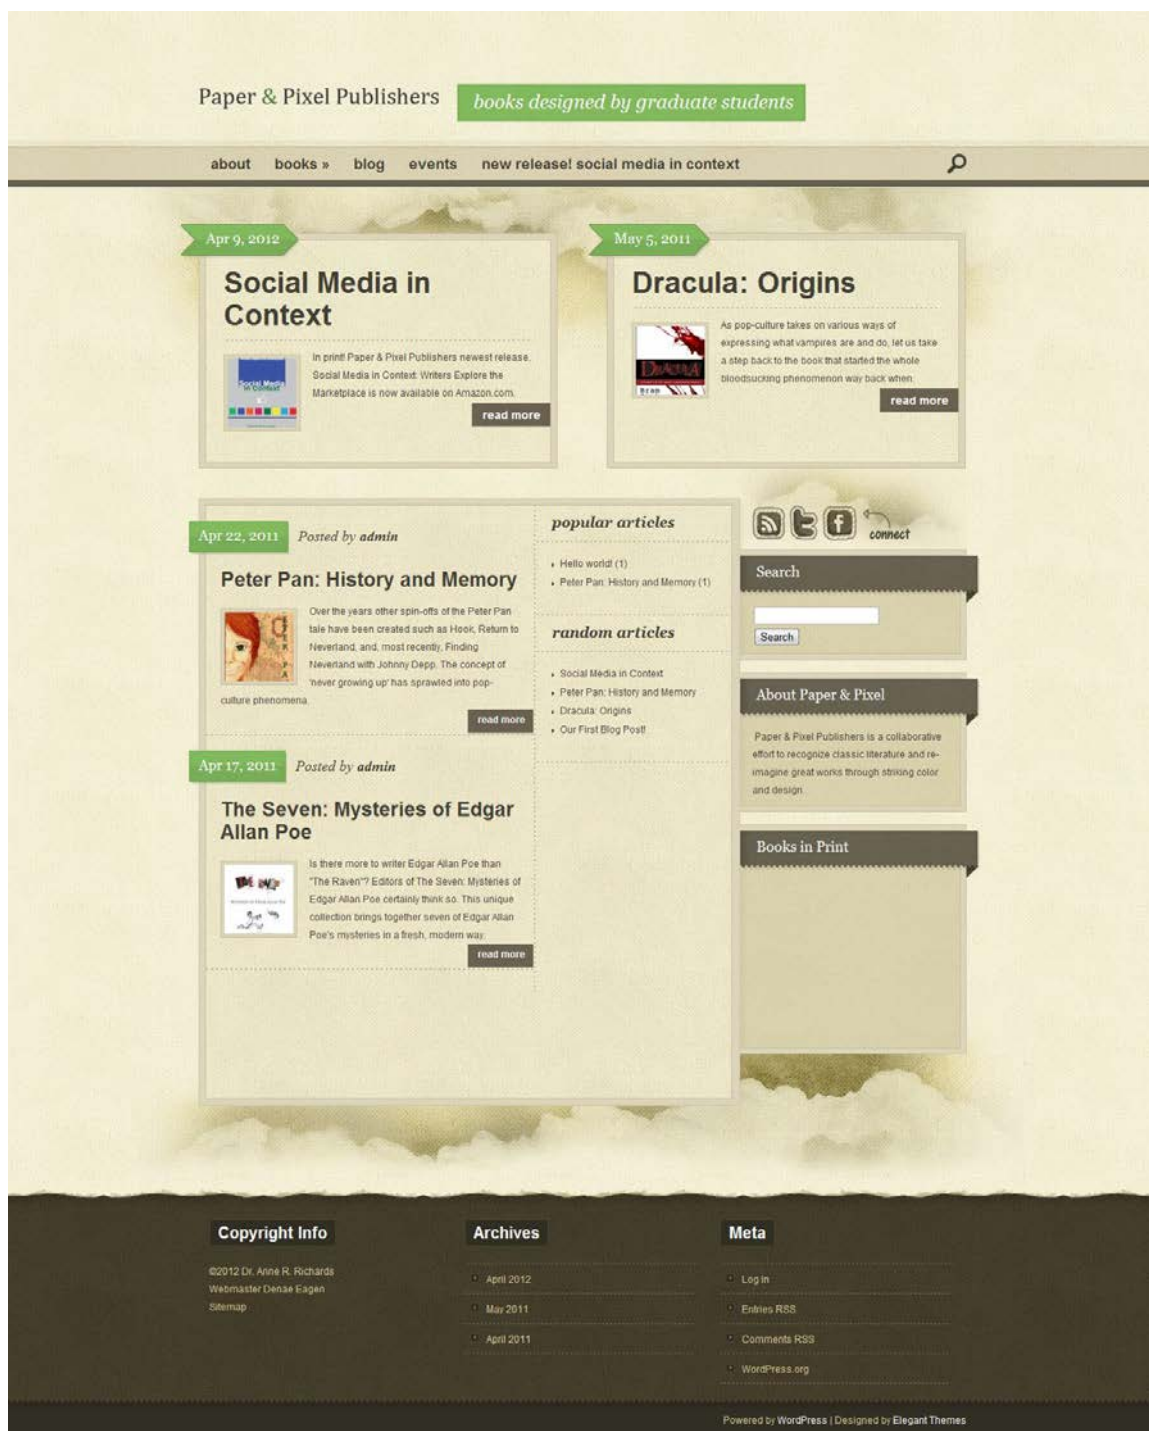 Paper & Pixel Publishers
books designed by graduate students
about books » blog events new release! social media in context
Apr 9, 2012
Social Media in
Context
In print! Paper & Pixel Publishers newest release,
Social Media in Context: Writers Explore the
Marketplace is now available on Amazon.com.
read more
Social Media
in Context
May 5, 2011
Dracula: Origins
As pop-culture takes on various ways of
expressing what vampires are and do, let us take
a step back to the book that started the whole
bloodsucking phenomenon way back when.
read more
DRACULA
Bram
Apr 22, 2011 Posted by admin
Peter Pan: History and Memory
Over the years other spin-offs of the Peter Pan
tale have been created such as Hook, Return to
Neverland, and, most recently, Finding
Neverland with Johnny Depp. The concept of
'never growing up' has sprawled into pop-
culture phenomena.
read more
Apr 17, 2011 Posted by admin
The Seven: Mysteries of Edgar
Allan Poe
Is there more to writer Edgar Allan Poe than
"The Raven"? Editors of The Seven: Mysteries of
Edgar Allan Poe certainly think so. This unique
collection brings together seven of Edgar Allan
Poe's mysteries in a fresh, modern way.
read more
popular articles
Hello world! (1)
Peter Pan: History and Memory (1)
random articles
Social Media in Context
Peter Pan: History and Memory
Dracula: Origins
Our First Blog Post!
connect
Search
Search
About Paper & Pixel
Paper & Pixel Publishers is a collaborative
effort to recognize classic literature and re-
imagine great works through striking color
and design.
Books in Print
Copyright Info
©2012 Dr. Anne R. Richards
Webmaster Denae Eagen
Sitemap
Archives
April 2012
May 2011
April 2011
Meta
Log in
Entries RSS
Comments RSS
WordPress.org
Powered by WordPress | Designed by Elegant Themes